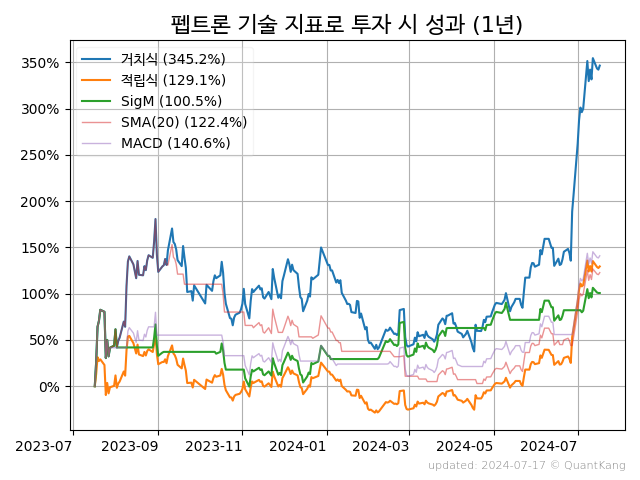 펩트론 기술 지표로 투자 시 성과 (1년)
거치식 (345.2%)
적립식 (129.1%)
SigM (100.5%)
SMA(20) (122.4%)
MACD (140.6%)
350%
300%
250%
200%
150%
100%
50%
0%
2023-07 2023-09 2023-11 2024-01 2024-03 2024-05 2024-07
updated: 2024-07-17 © QuantKang